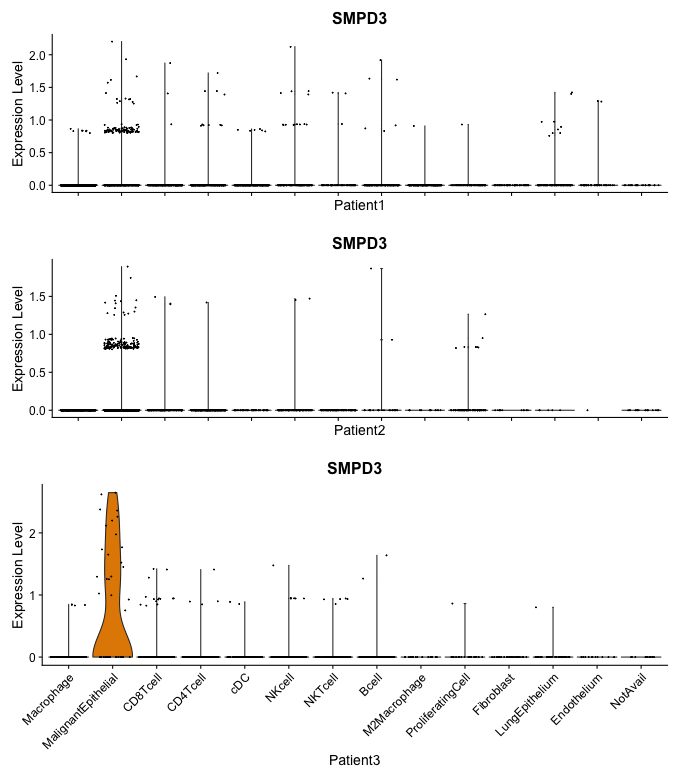 SMPD3
Expression Level
2.0
1.5
1.0
0.5
0.0
Patient1
SMPD3
Expression Level
1.5
1.0
0.5
0.0
Patient2
SMPD3
Expression Level
2
1
0
Macrophage
MalignantEpithelial
CD8Tcell
CD4Tcell
cDC
NKcell
NKTcell
Bcell
M2Macrophage
ProliferatingCell
Fibroblast
LungEpithelium
Endothelium
NotAvail
Patient3